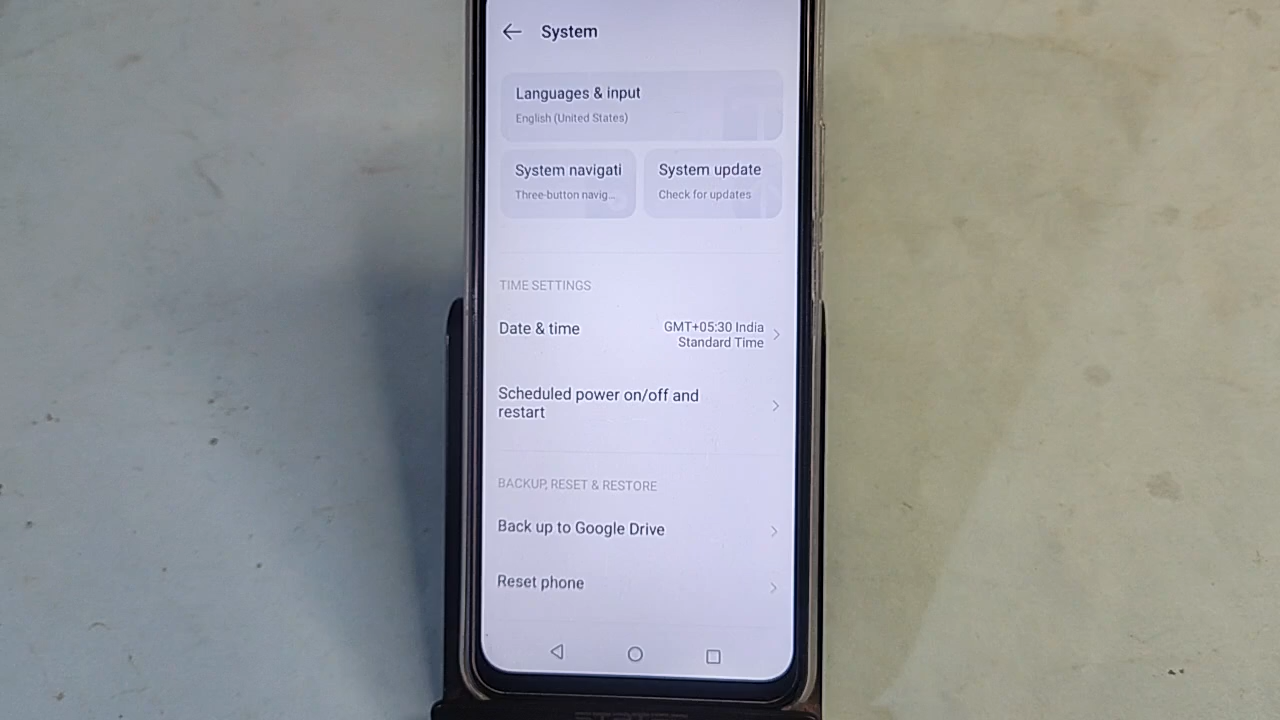 System
Languages & input
English (United States)
System navigati
Three-button navig...
System update
Check for updates
TIME SETTINGS
Date & time
GMT+05:30 India
Standard Time
Scheduled power on/off and
restart
BACKUP, RESET & RESTORE
Back up to Google Drive
Reset phone